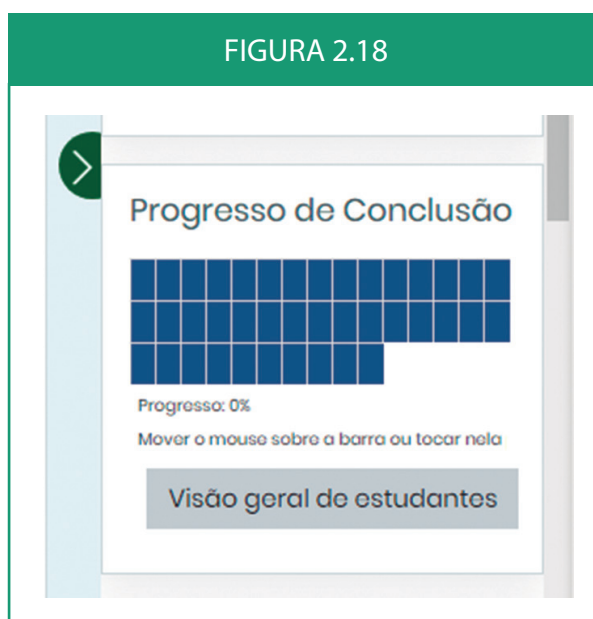 FIGURA 2.18
Progresso de Conclusão
Progresso: 0%
Mover o mouse sobre a barra ou tocar nela
Visão geral de estudantes